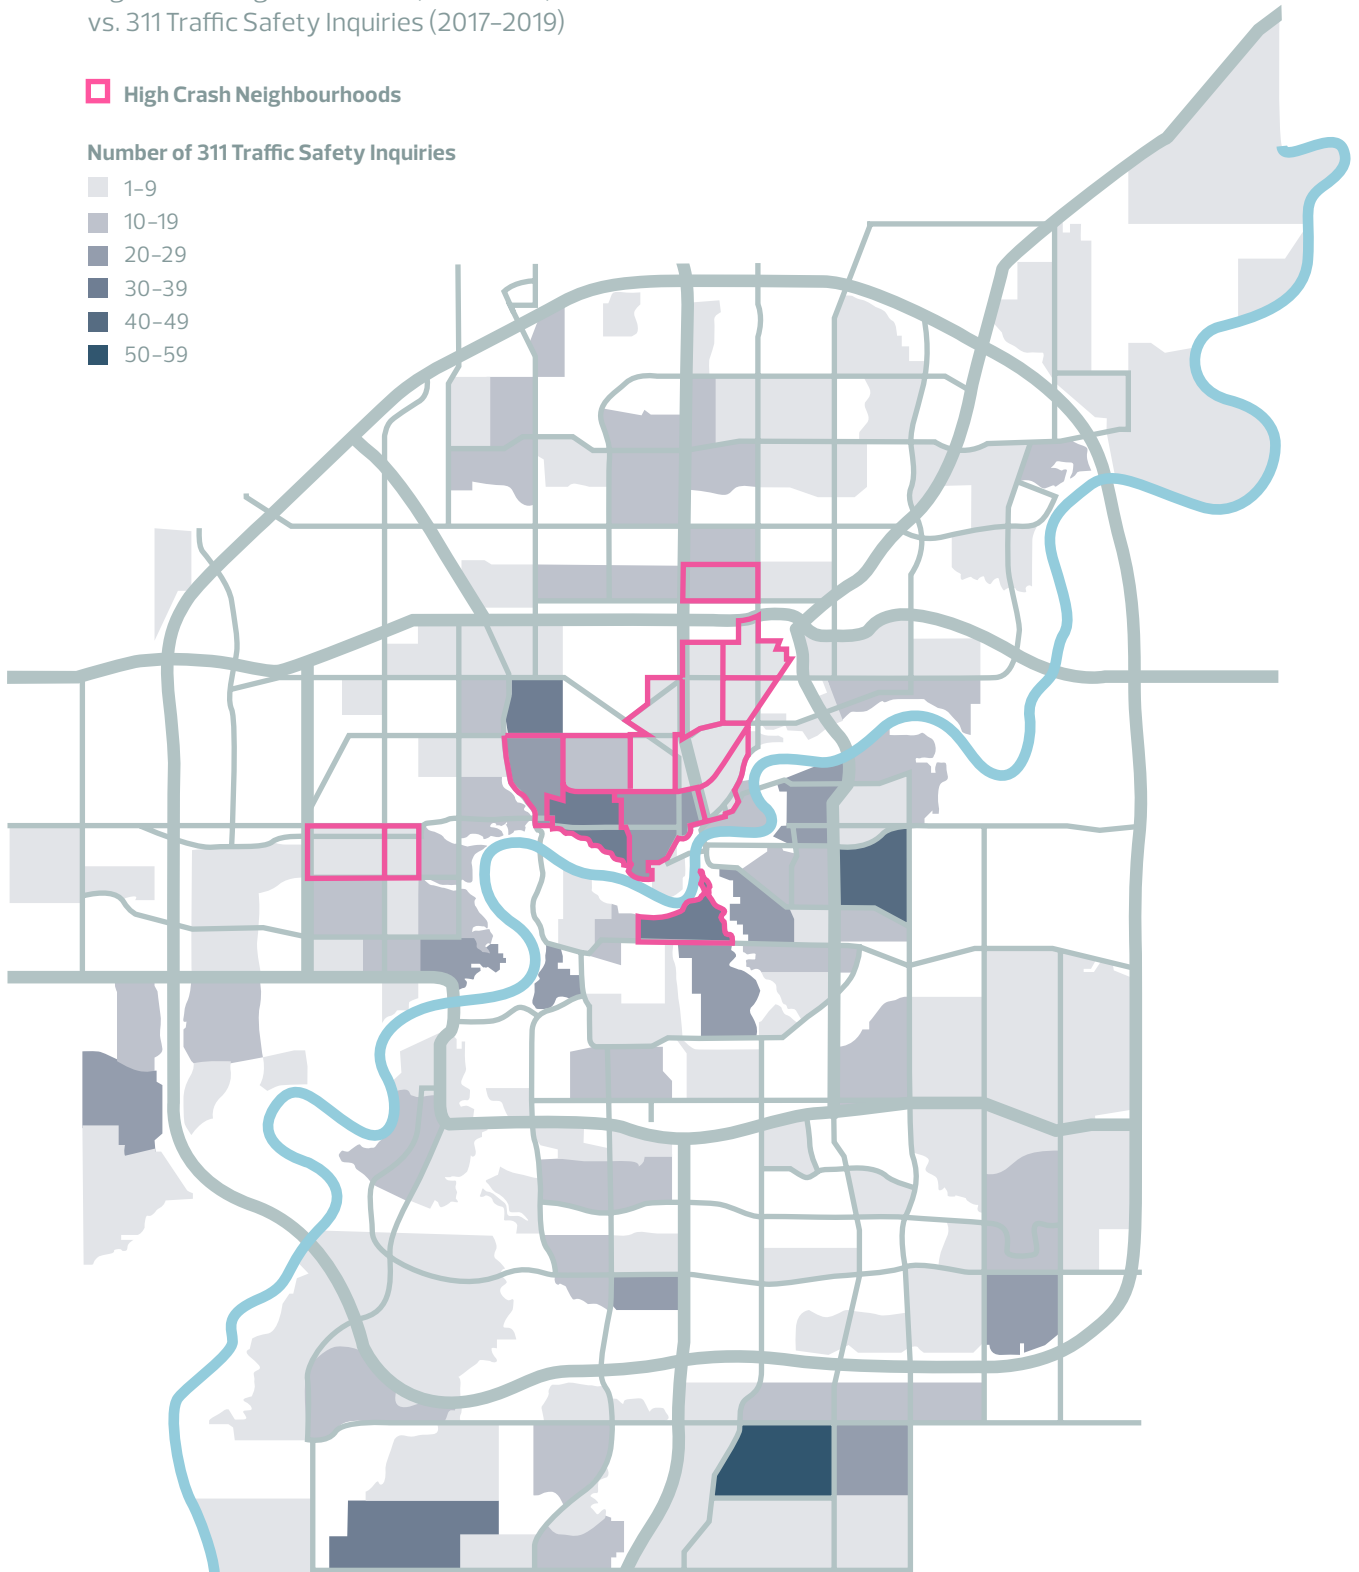 vs. 311 Traffic Safety Inquiries (2017–2019)
High Crash Neighbourhoods
Number of 311 Traffic Safety Inquiries
1–9
10–19
20–29
30–39
40–49
50–59